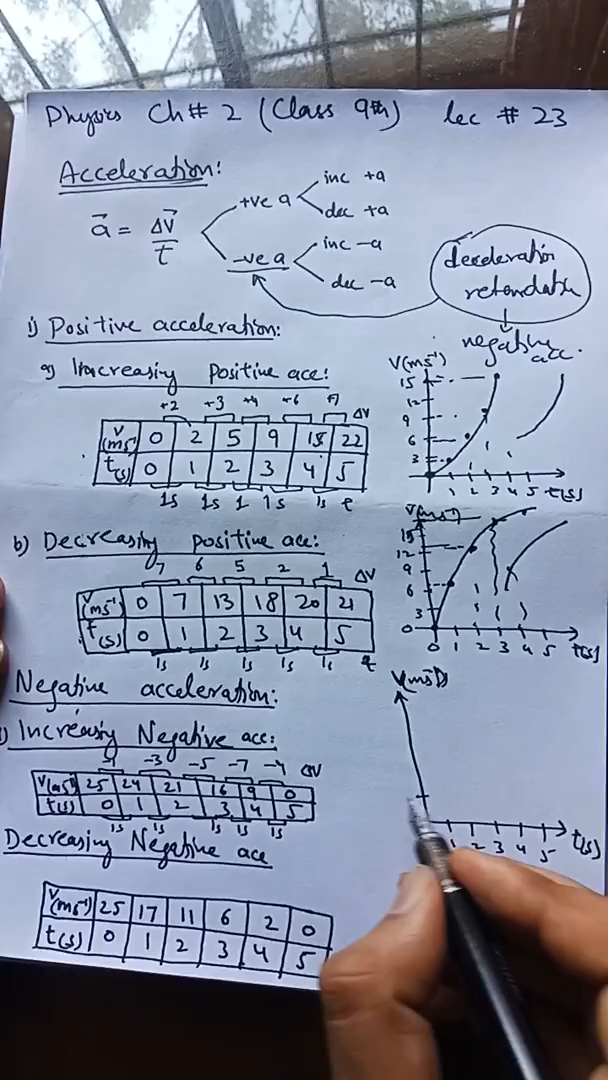 Physics Ch# 2 (Class 9th) lec # 23
Acceleration:
a = Δv/t
+ve a
inc +a
dec +a
-ve a
inc -a
dec -a
deceleration
retardation
negative
acc.
i) Positive acceleration:
a) Increasing positive acc:
+2 +3 +4 +6 +7 ΔV
V(ms⁻¹) 0 2 5 9 15 22
t(s) 0 1 2 3 4 5
1s 1s 1 1s 1s t
V(ms⁻¹)
15
12
9
6
3
0
1 2 3 4 5 t(s)
b) Decreasing positive acc:
7 6 5 2 1 ΔV
V(ms⁻¹) 0 7 13 18 20 21
t(s) 0 1 2 3 4 5
1s 1s 1s 1s 1s t
V(ms⁻¹)
15
12
9
6
3
0
0 1 2 3 4 5 t(s)
Negative acceleration:
Increasing Negative acc:
-1 -3 -5 -7 ΔV
V(ms⁻¹) 25 24 21 16 9 0
t(s) 0 1 2 3 4 5
1s 1s 1s 1s 1s
V(ms⁻¹)
1 2 3 4 5 t(s)
Decreasing Negative acc
V(ms⁻¹) 25 17 11 6 2 0
t(s) 0 1 2 3 4 5